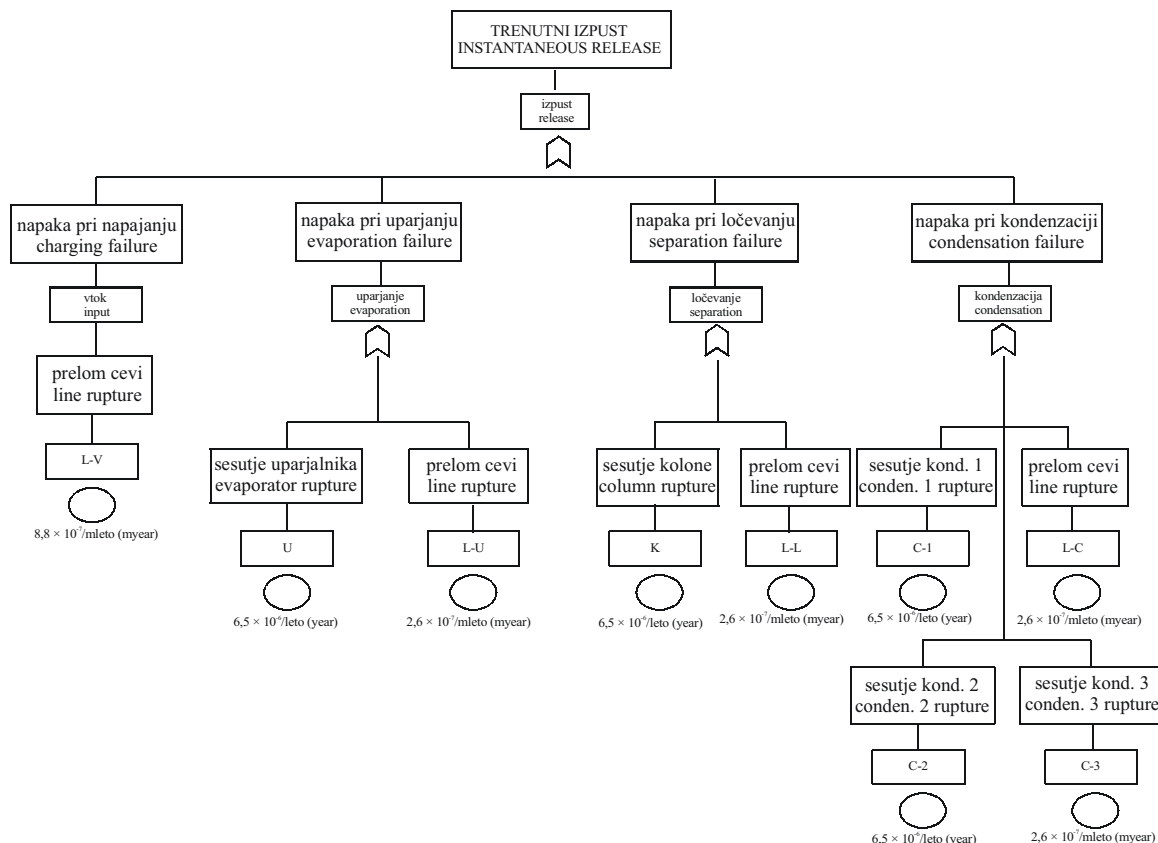 TRENUTNI IZPUST
INSTANTANEOUS RELEASE
izpust
release
napaka pri napajanju
charging failure
napaka pri uparjanju
evaporation failure
napaka pri ločevanju
separation failure
napaka pri kondenzaciji
condensation failure
vtok
input
uparjanje
evaporation
ločevanje
separation
kondenzacija
condensation
prelom cevi
line rupture
L-V
8,8 × 10⁻⁷/mleto (myear)
sesutje uparjalnika
evaporator rupture
prelom cevi
line rupture
sesutje kolone
column rupture
prelom cevi
line rupture
sesutje kond. 1
conden. 1 rupture
prelom cevi
line rupture
U
L-U
K
L-L
C-1
L-C
6,5 × 10⁻⁶/leto (year)
2,6 × 10⁻⁷/mleto (myear)
6,5 × 10⁻⁶/leto (year)
2,6 × 10⁻⁷/mleto (myear)
6,5 × 10⁻⁶/leto (year)
2,6 × 10⁻⁷/mleto (myear)
sesutje kond. 2
conden. 2 rupture
sesutje kond. 3
conden. 3 rupture
C-2
C-3
6,5 × 10⁻⁶/leto (year)
2,6 × 10⁻⁷/mleto (myear)